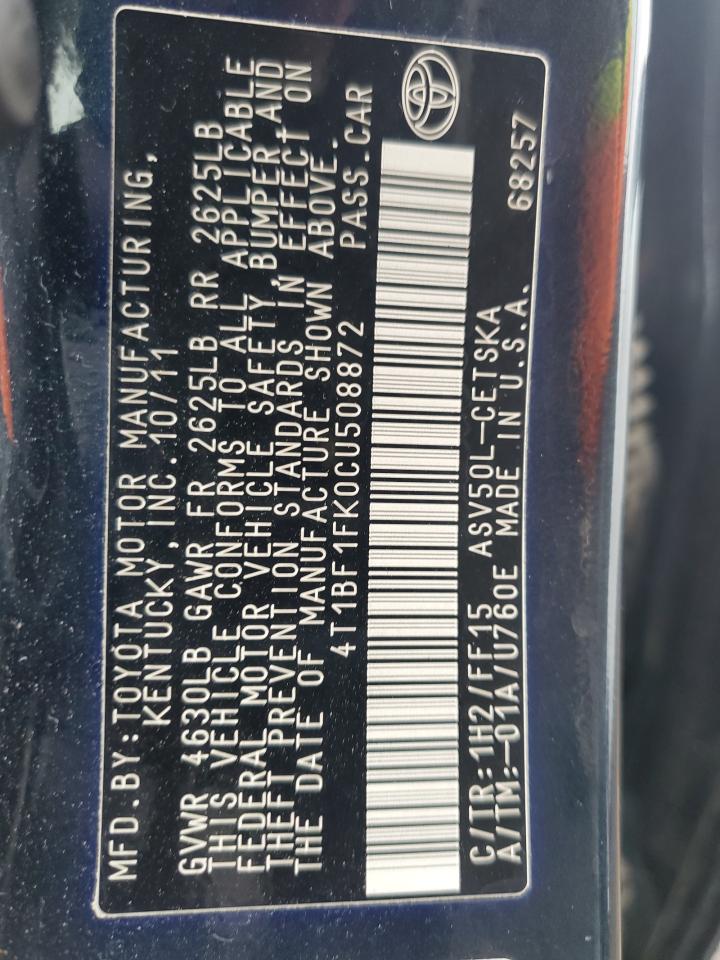 MFD.BY:TOYOTA MOTOR MANUFACTURING,
KENTUCKY,INC.10/11
GVWR 4630LB GAWR FR 2625LB RR 2625LB
THIS VEHICLE CONFORMS TO ALL APPLICABLE
FEDERAL MOTOR VEHICLE SAFETY,BUMPER,AND
THEFT PREVENTION STANDARDS IN EFFECT ON
THE DATE OF MANUFACTURE SHOWN ABOVE.
4T1BF1FK0CU508872 PASS.CAR
C/TR:1H2/FF15 ASV50L-CETSKA
A/TM:-01A/U760E MADE IN U.S.A. 68257